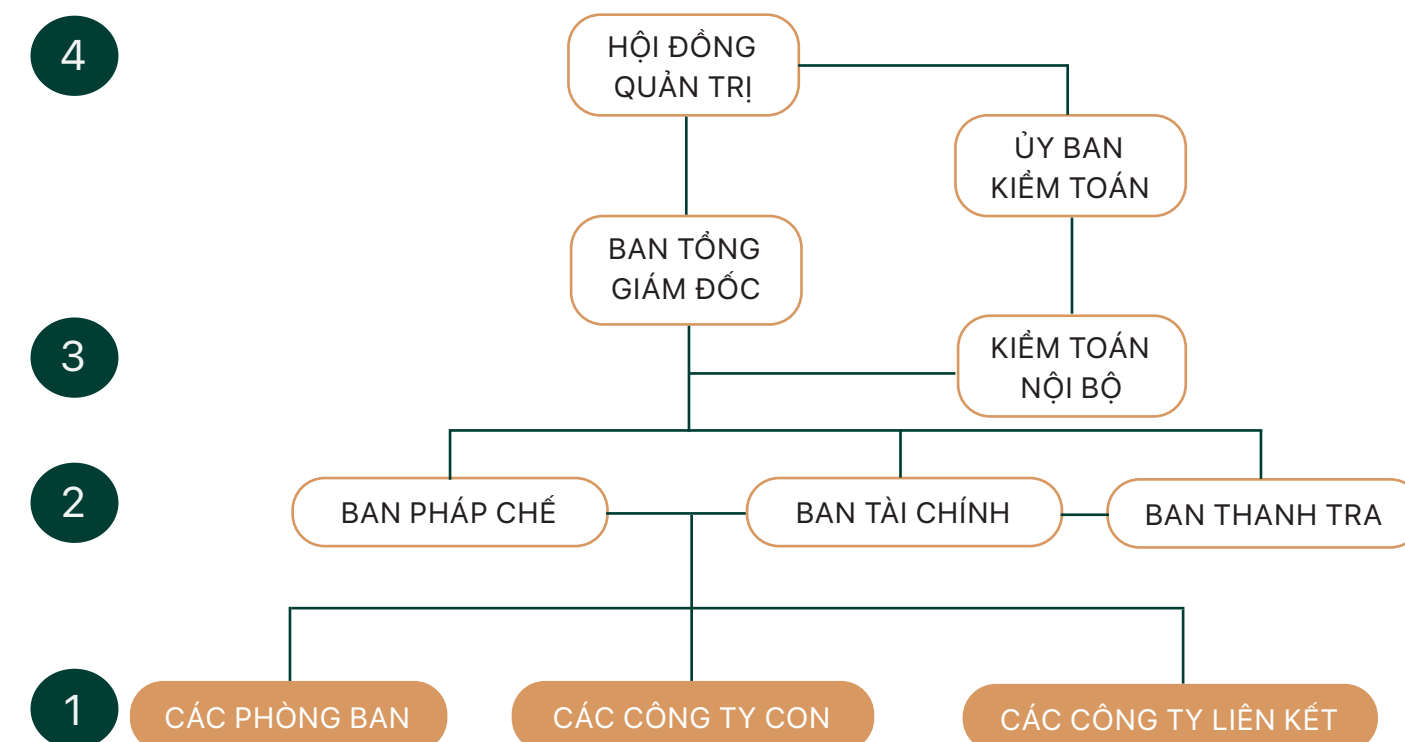 4
HỘI ĐỒNG
QUẢN TRỊ
ỦY BAN
KIỂM TOÁN
BAN TỔNG
GIÁM ĐỐC
3
KIỂM TOÁN
NỘI BỘ
2
BAN PHÁP CHẾ
BAN TÀI CHÍNH
BAN THANH TRA
1
CÁC PHÒNG BAN
CÁC CÔNG TY CON
CÁC CÔNG TY LIÊN KẾT